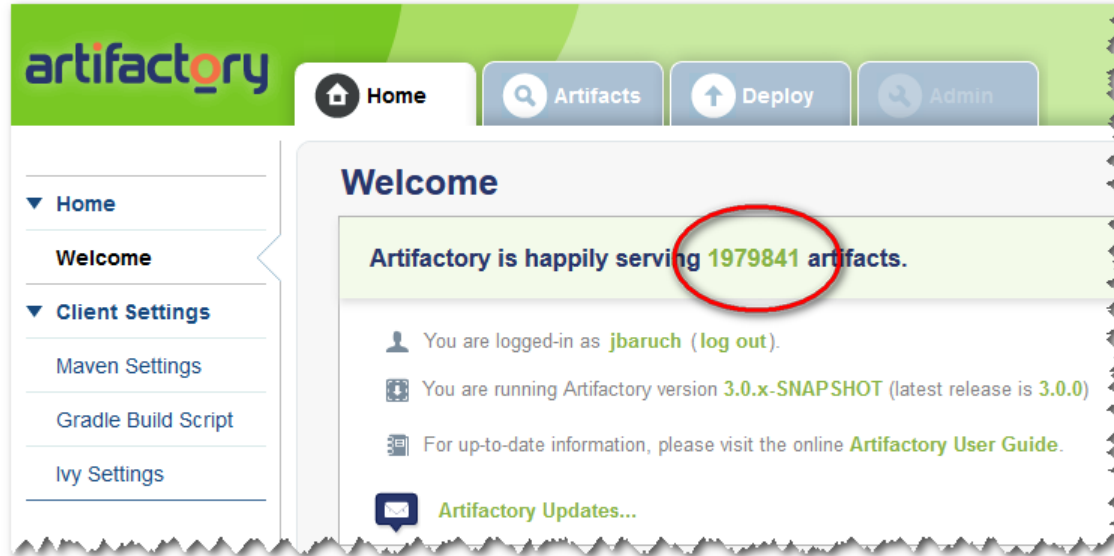 artifactory
Home
Artifacts
Deploy
Admin
Home
Welcome
Client Settings
Maven Settings
Gradle Build Script
Ivy Settings
Welcome
Artifactory is happily serving 1979841 artifacts.
You are logged-in as jbaruch (log out).
You are running Artifactory version 3.0.x-SNAPSHOT (latest release is 3.0.0)
For up-to-date information, please visit the online Artifactory User Guide.
Artifactory Updates...